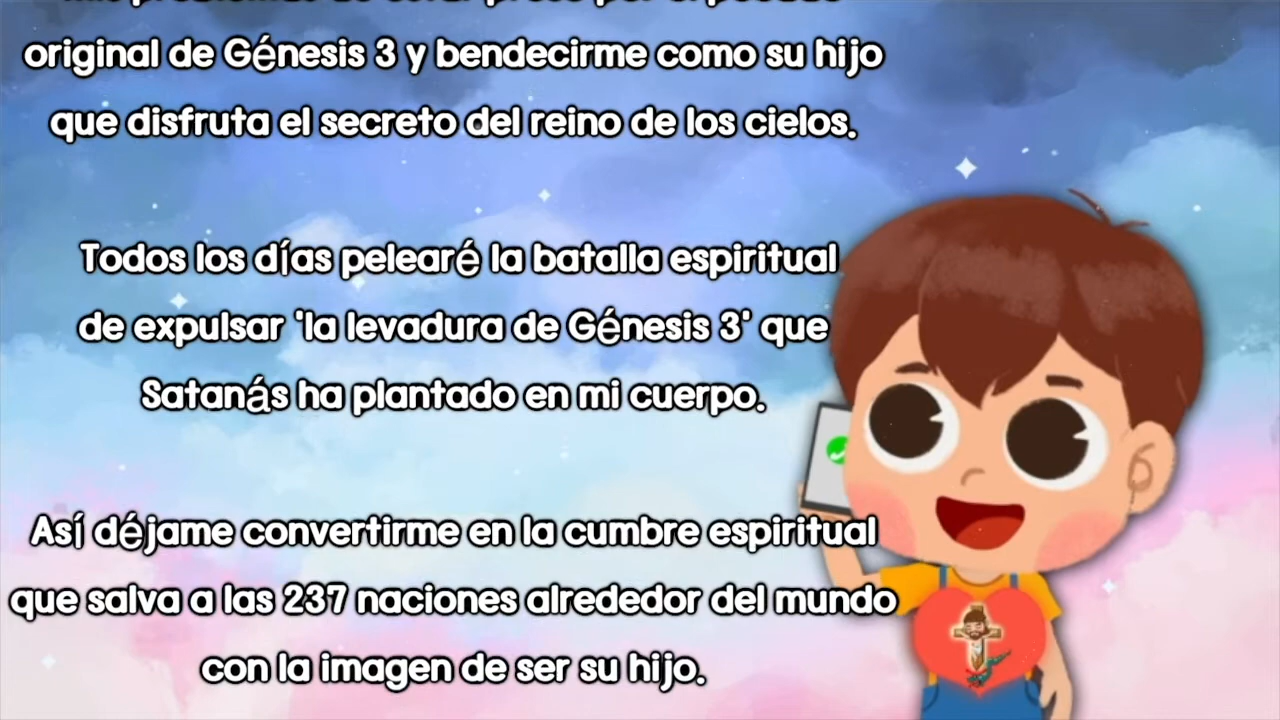 original de Génesis 3 y bendecirme como su hijo
que disfruta el secreto del reino de los cielos.
Todos los días pelearé la batalla espiritual
de expulsar 'la levadura de Génesis 3' que
Satanás ha plantado en mi cuerpo.
Así déjame convertirme en la cumbre espiritual
que salva a las 237 naciones alrededor del mundo
con la imagen de ser su hijo.